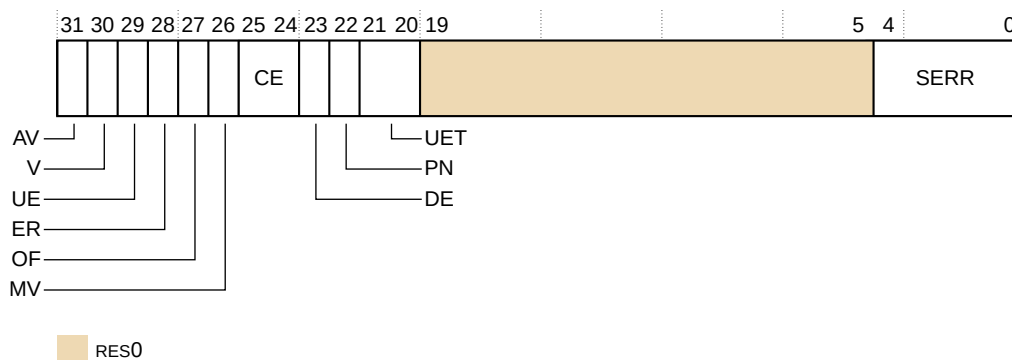 31 30 29 28 27 26 25 24 23 22 21 20 19 5 4 0
CE SERR
AV UET
V PN
UE DE
ER
OF
MV
RES0